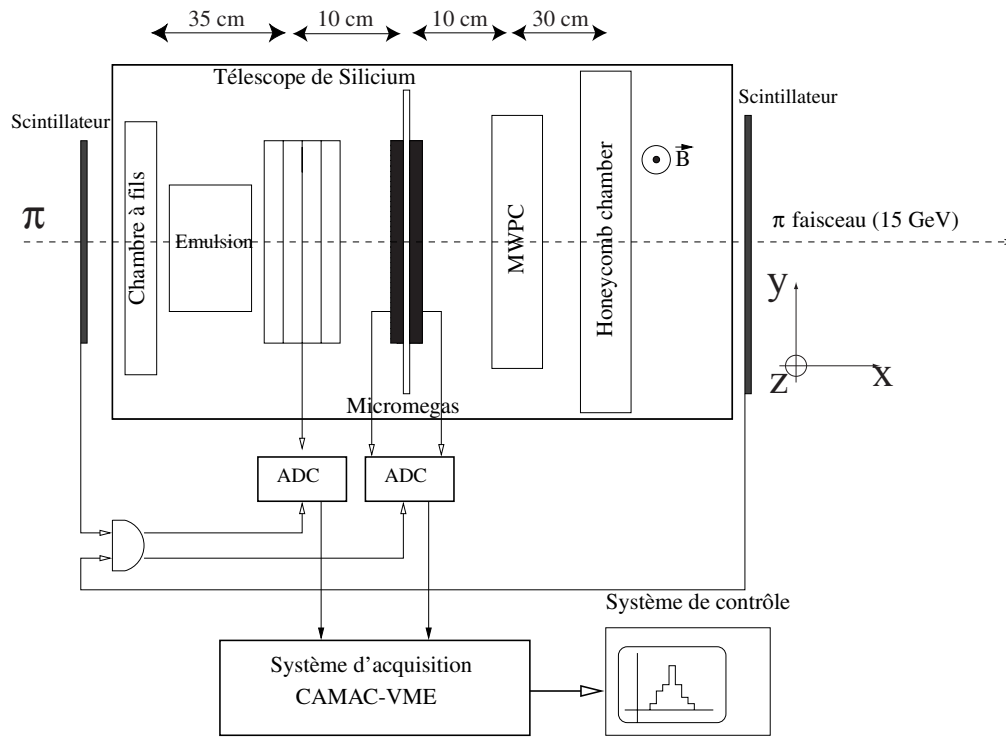 35 cm
10 cm
10 cm
30 cm
Télescope de Silicium
Scintillateur
Scintillateur
Chambre à fils
Emulsion
MWPC
Honeycomb chamber
B
π
π faisceau (15 GeV)
y
z
x
Micromegas
ADC
ADC
Système de contrôle
Système d'acquisition
CAMAC-VME